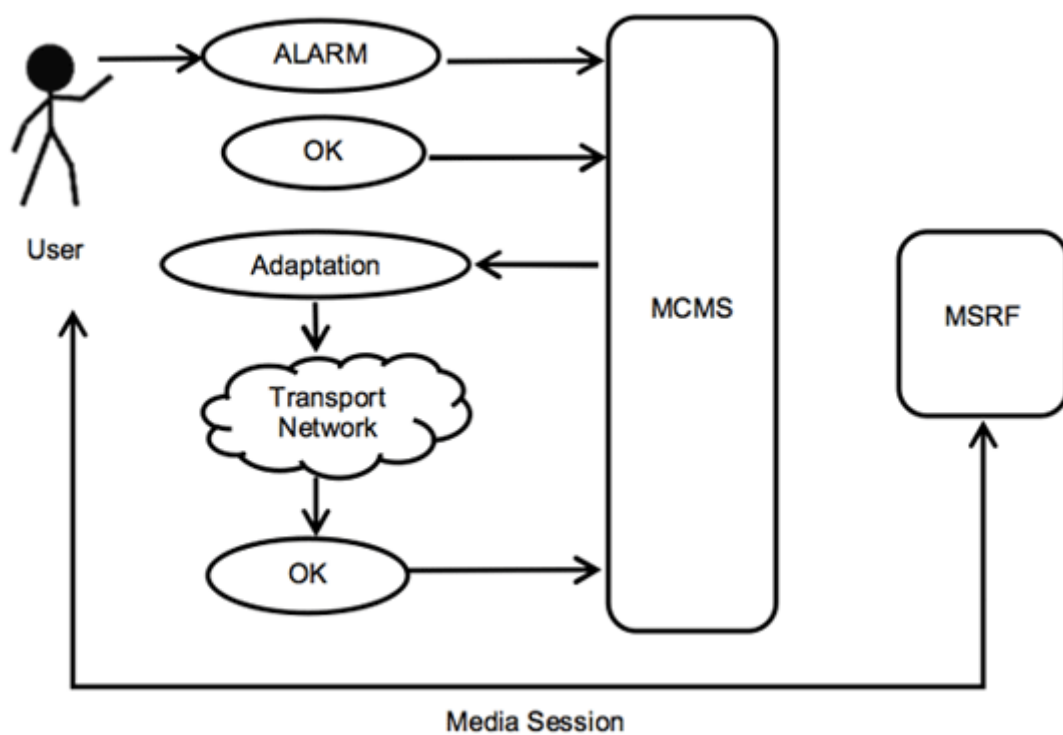 ALARM
OK
User
Adaptation
MCMS
MSRF
Transport
Network
OK
Media Session